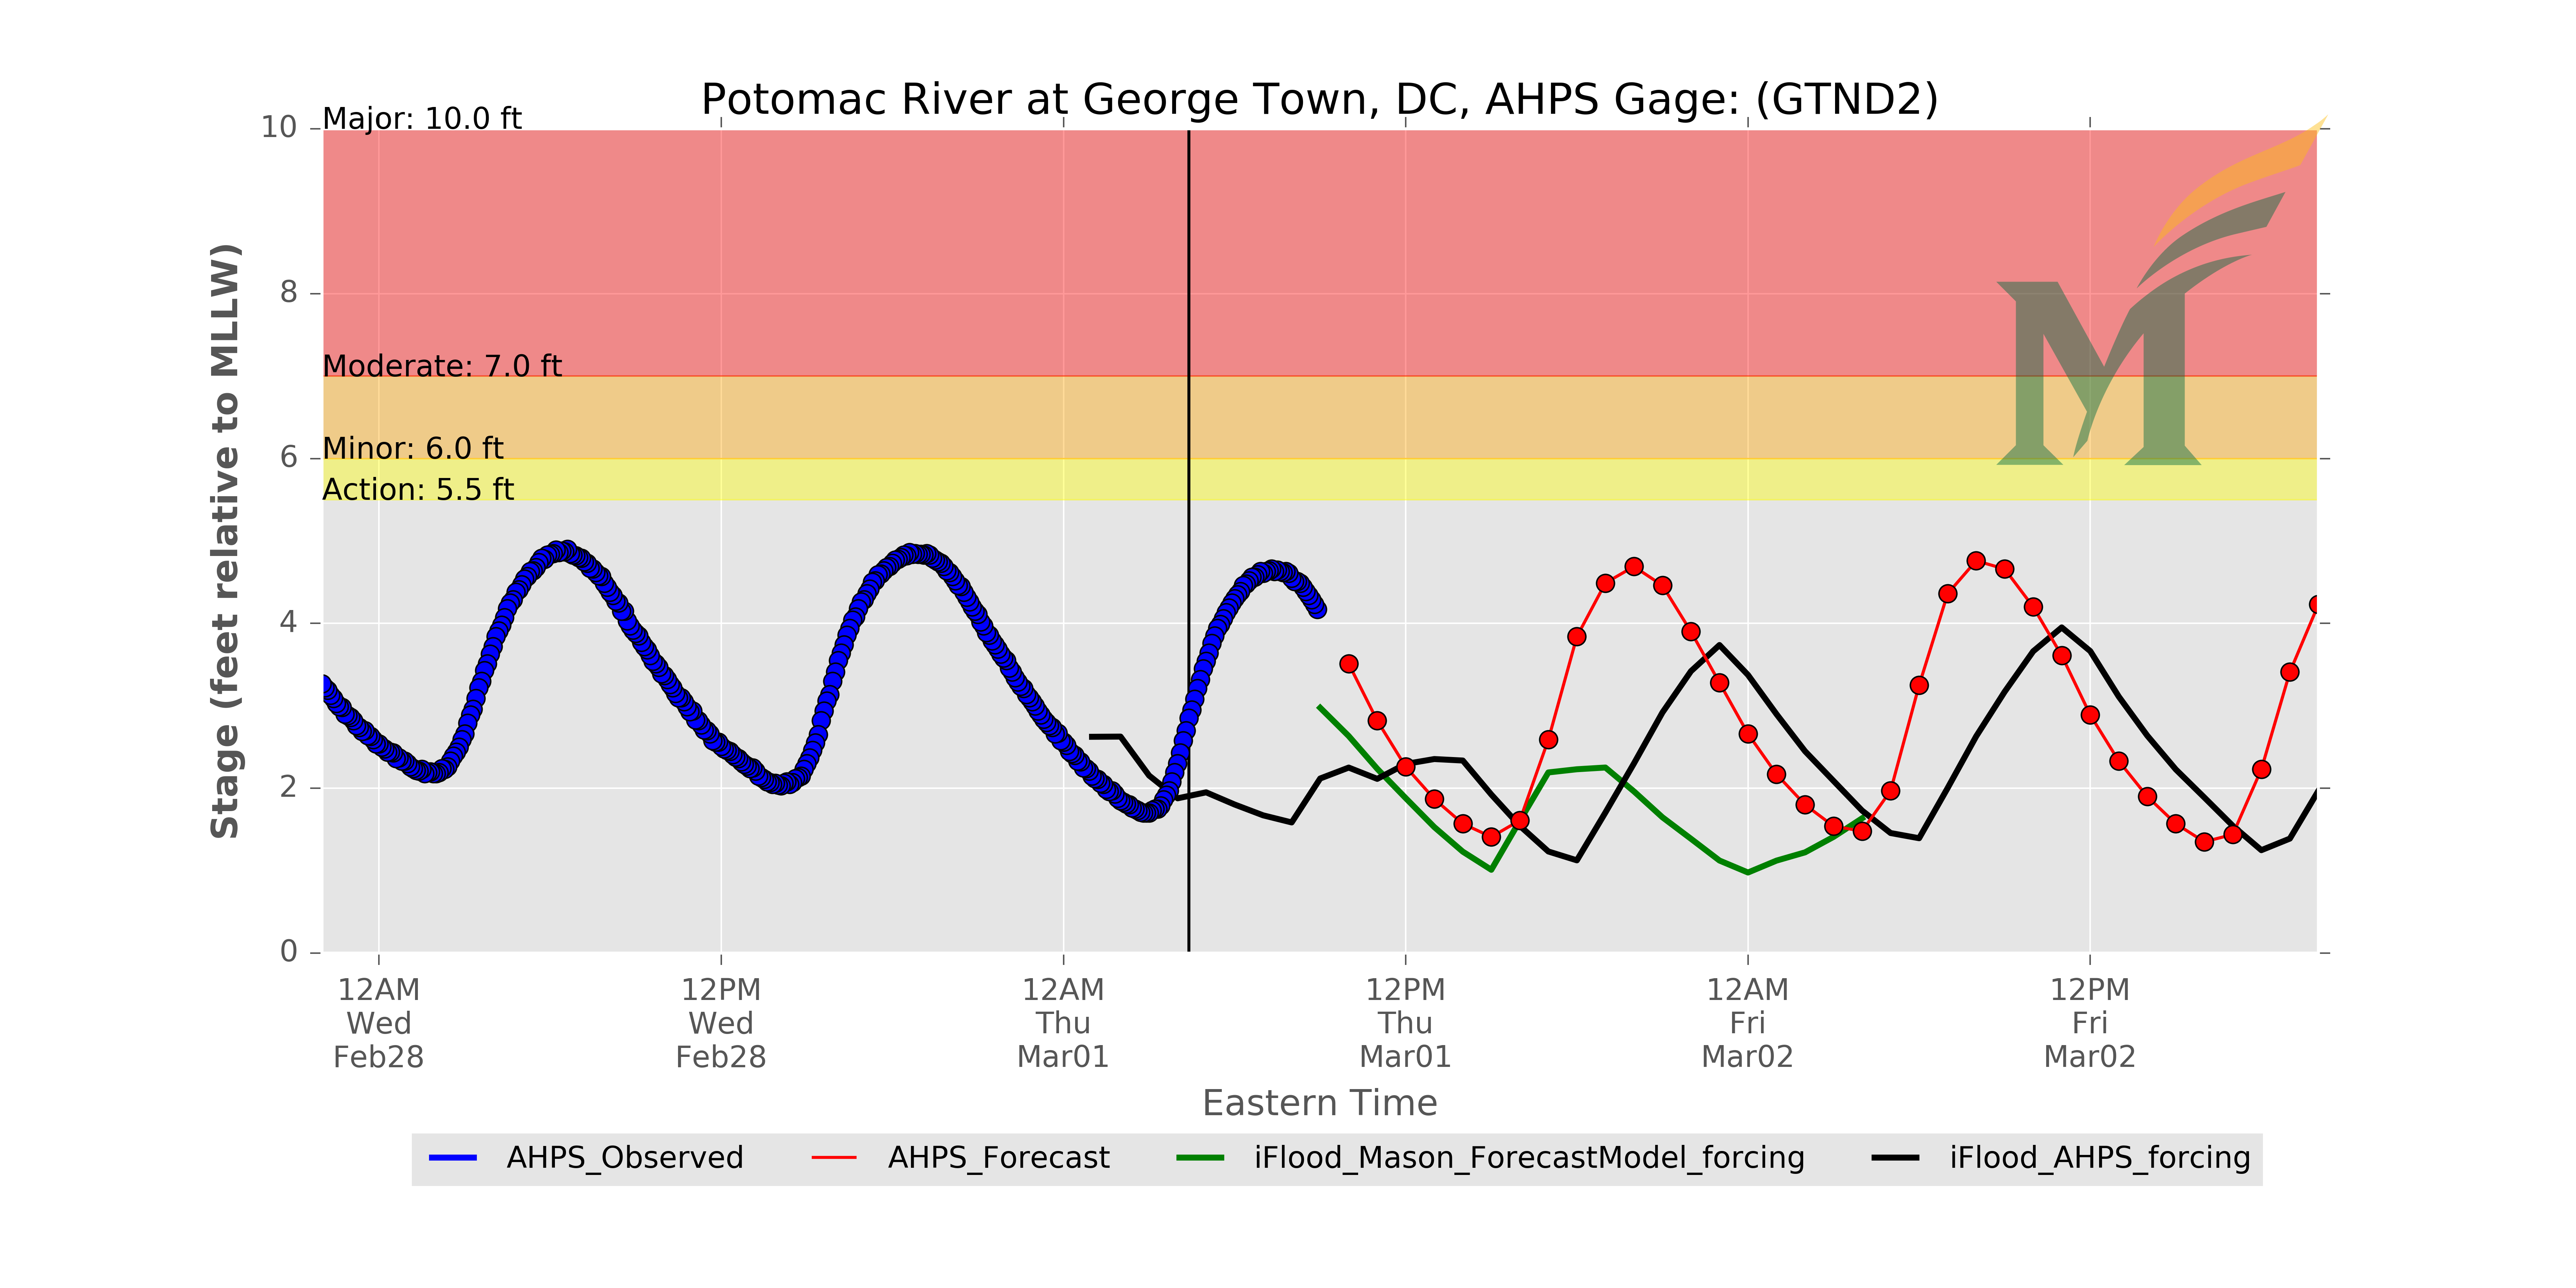 Potomac River at George Town, DC, AHPS Gage: (GTND2)
Major: 10.0 ft
Moderate: 7.0 ft
Minor: 6.0 ft
Action: 5.5 ft
Stage (feet relative to MLLW)
10
8
6
4
2
0
12AM
Wed
Feb28
12PM
Wed
Feb28
12AM
Thu
Mar01
12PM
Thu
Mar01
12AM
Fri
Mar02
12PM
Fri
Mar02
Eastern Time
AHPS_Observed
AHPS_Forecast
iFlood_Mason_ForecastModel_forcing
iFlood_AHPS_forcing
M